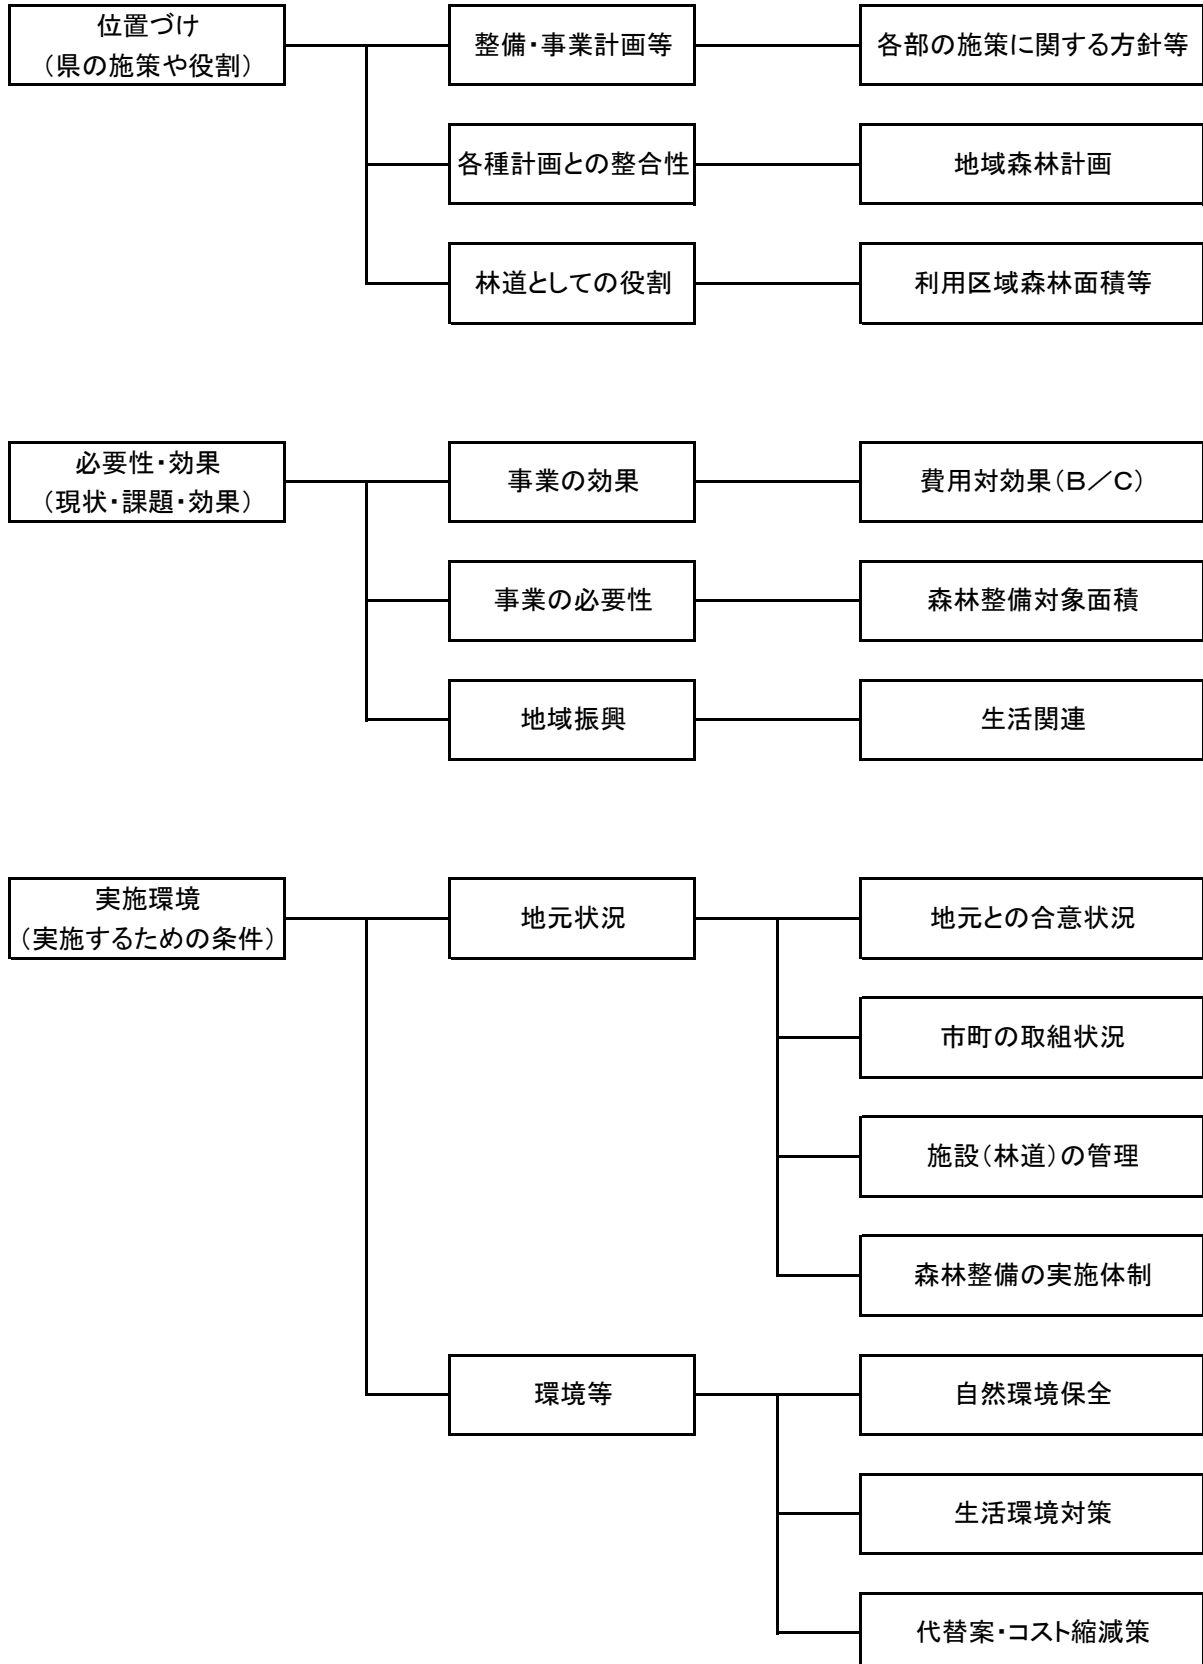 位置づけ
（県の施策や役割）
整備・事業計画等
各部の施策に関する方針等
各種計画との整合性
地域森林計画
林道としての役割
利用区域森林面積等
必要性・効果
（現状・課題・効果）
事業の効果
費用対効果（Ｂ／Ｃ）
事業の必要性
森林整備対象面積
地域振興
生活関連
実施環境
（実施するための条件）
地元状況
地元との合意状況
市町の取組状況
施設（林道）の管理
森林整備の実施体制
環境等
自然環境保全
生活環境対策
代替案・コスト縮減策